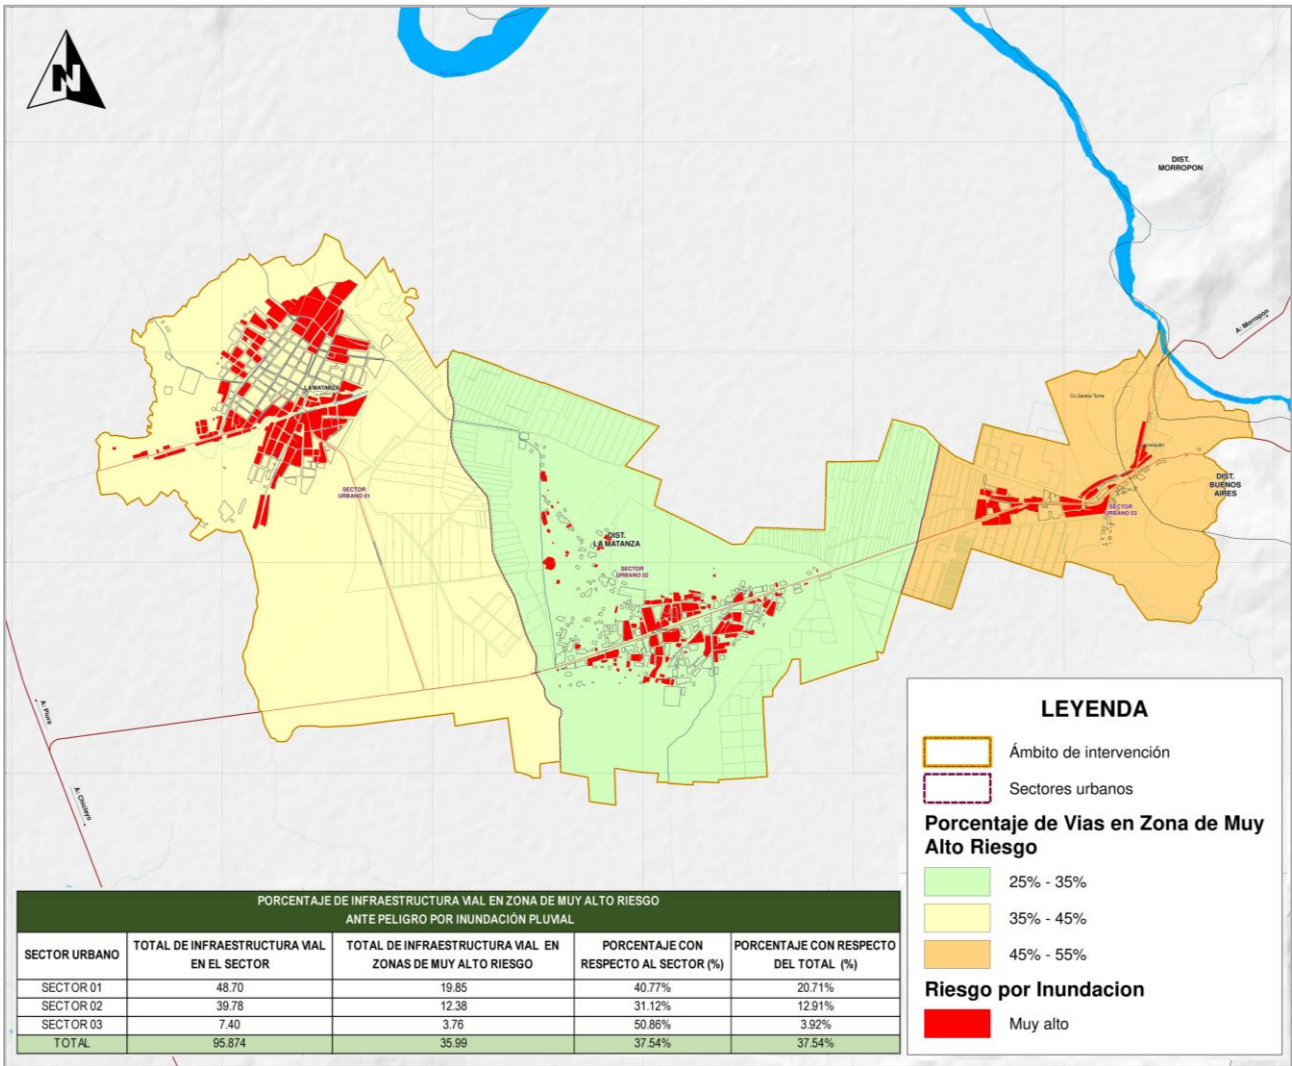 N
DIST.
MORROPON
A: Morropon
LA MATANZA
Co Santos Tome
SECTOR
URBANO 01
DIST.
BUENOS
AIRES
SECTOR
URBANO 03
DIST.
LA MATANZA
SECTOR
URBANO 02
A: Piura
A: Chiclayo
LEYENDA
Ámbito de intervención
Sectores urbanos
Porcentaje de Vias en Zona de Muy
Alto Riesgo
25% - 35%
35% - 45%
45% - 55%
Riesgo por Inundacion
Muy alto
PORCENTAJE DE INFRAESTRUCTURA VIAL EN ZONA DE MUY ALTO RIESGO
ANTE PELIGRO POR INUNDACIÓN PLUVIAL
SECTOR URBANO TOTAL DE INFRAESTRUCTURA VIAL EN EL SECTOR TOTAL DE INFRAESTRUCTURA VIAL EN ZONAS DE MUY ALTO RIESGO PORCENTAJE CON RESPECTO AL SECTOR (%) PORCENTAJE CON RESPECTO DEL TOTAL (%)
SECTOR 01 48.70 19.85 40.77% 20.71%
SECTOR 02 39.78 12.38 31.12% 12.91%
SECTOR 03 7.40 3.76 50.86% 3.92%
TOTAL 95.874 35.99 37.54% 37.54%